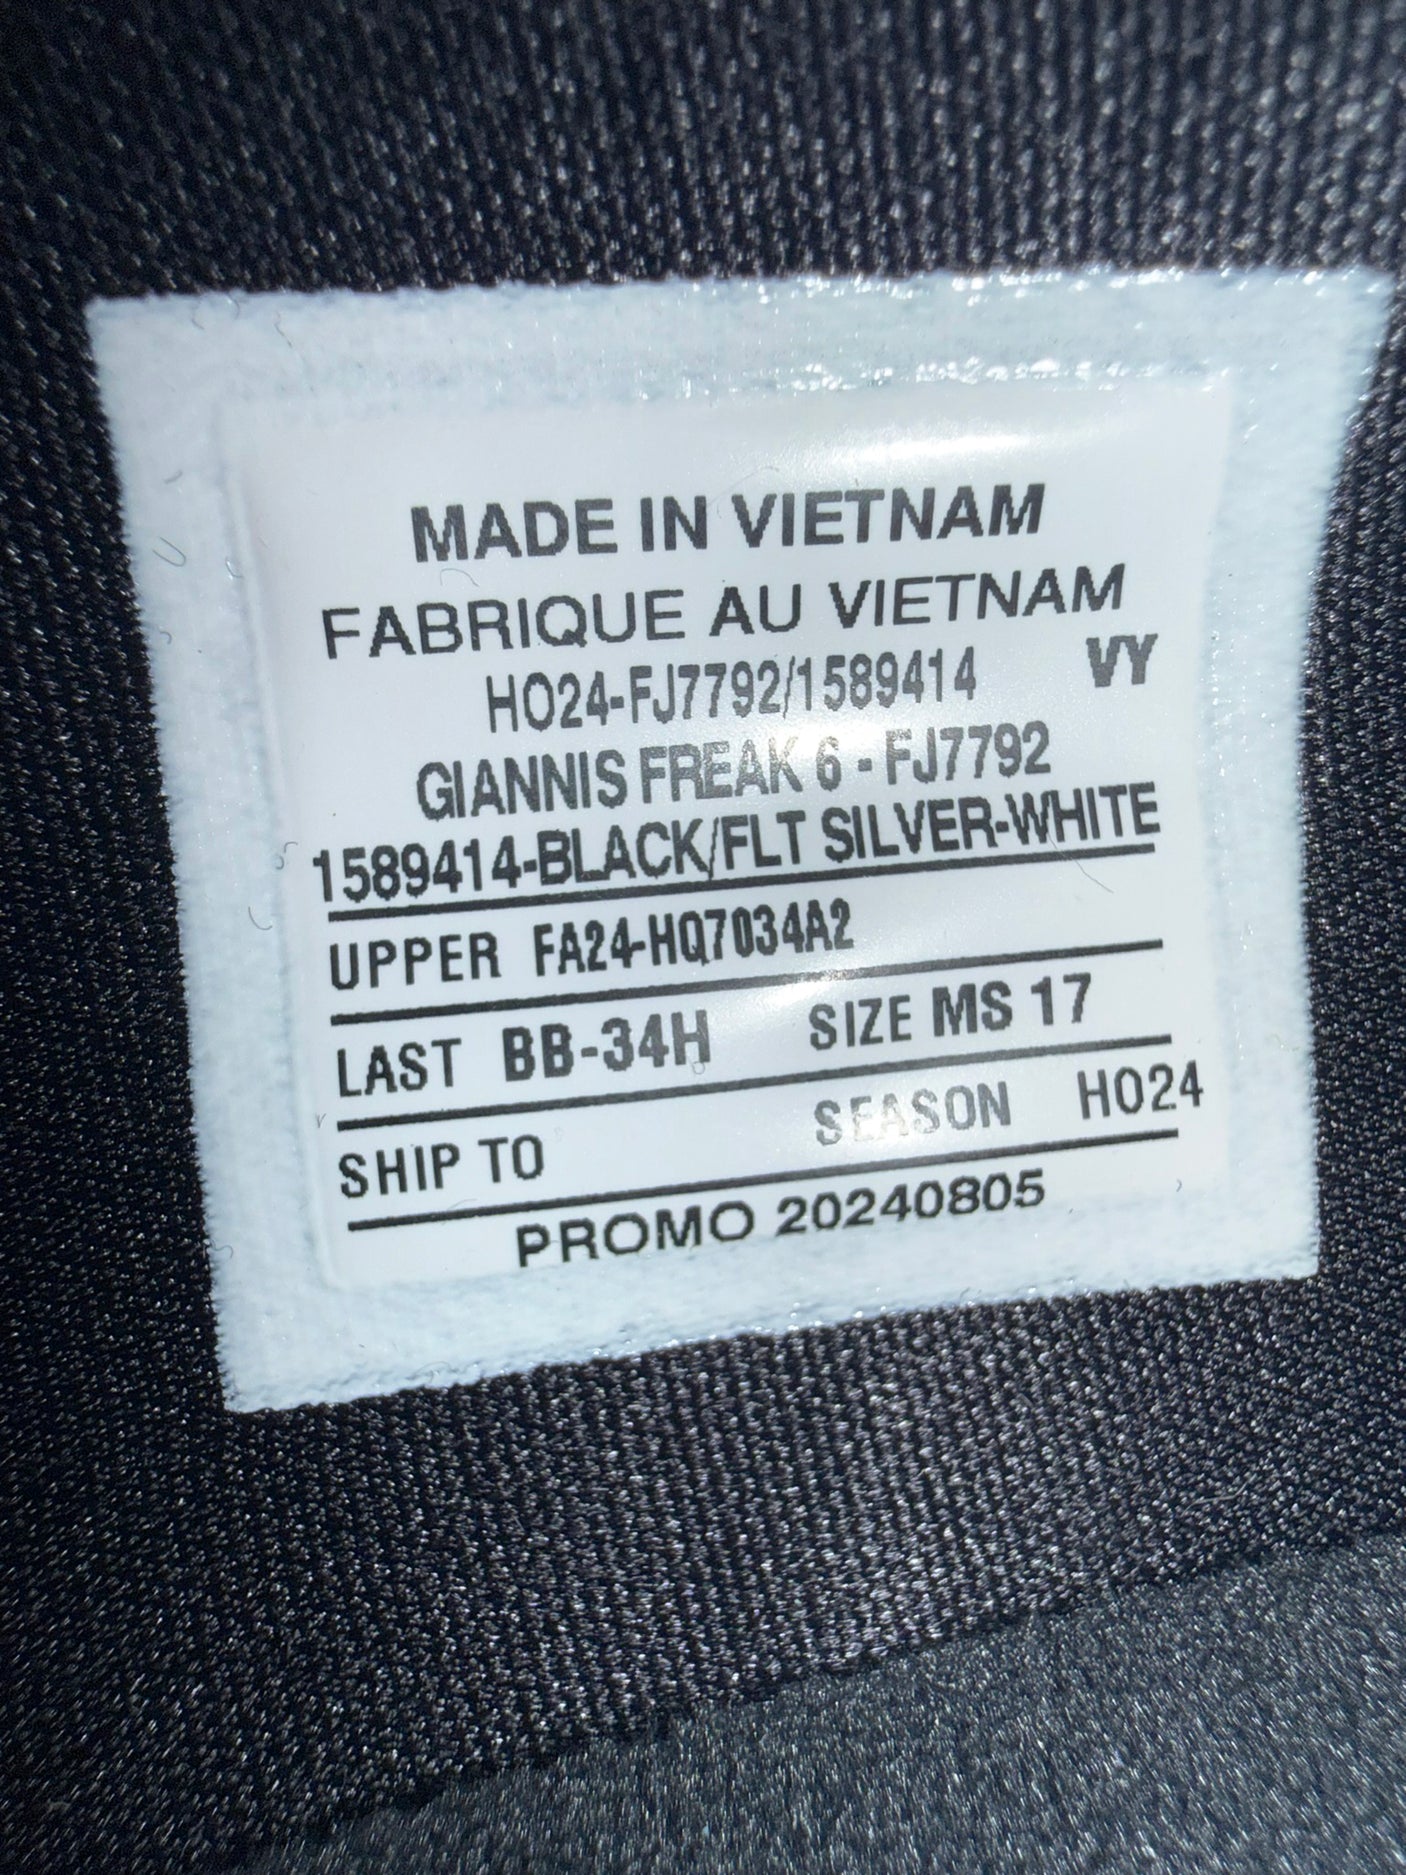 MADE IN VIETNAM
FABRIQUE AU VIETNAM
HO24-FJ7792/1589414 VY
GIANNIS FREAK 6 - FJ7792
1589414-BLACK/FLT SILVER-WHITE
UPPER FA24-HQ7034A2
LAST BB-34H SIZE MS 17
SHIP TO SEASON HO24
PROMO 20240805